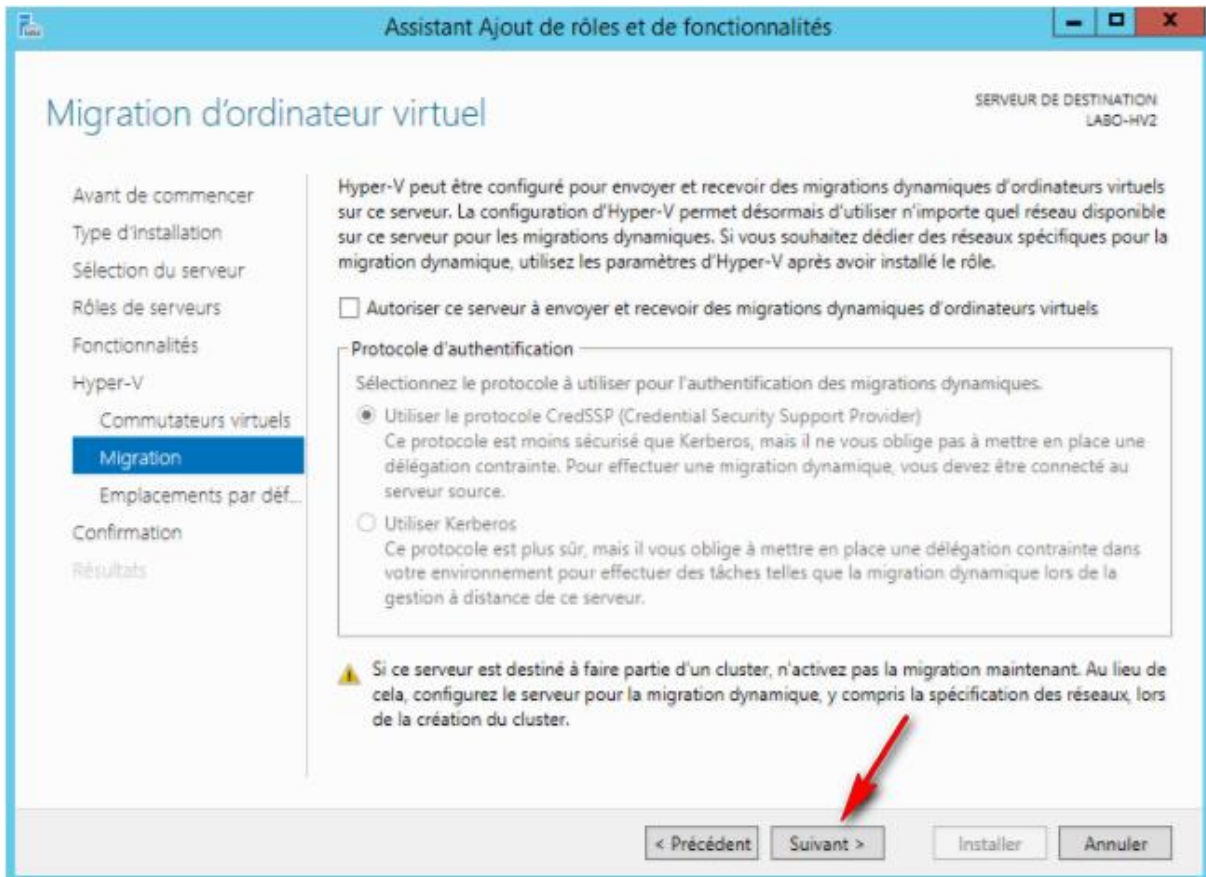 Assistant Ajout de rôles et de fonctionnalités
Migration d'ordinateur virtuel
SERVEUR DE DESTINATION
LABO-HV2
Avant de commencer
Type d'installation
Sélection du serveur
Rôles de serveurs
Fonctionnalités
Hyper-V
Commutateurs virtuels
Migration
Emplacements par déf...
Confirmation
Résultats
Hyper-V peut être configuré pour envoyer et recevoir des migrations dynamiques d'ordinateurs virtuels
sur ce serveur. La configuration d'Hyper-V permet désormais d'utiliser n'importe quel réseau disponible
sur ce serveur pour les migrations dynamiques. Si vous souhaitez dédier des réseaux spécifiques pour la
migration dynamique, utilisez les paramètres d'Hyper-V après avoir installé le rôle.
Autoriser ce serveur à envoyer et recevoir des migrations dynamiques d'ordinateurs virtuels
Protocole d'authentification
Sélectionnez le protocole à utiliser pour l'authentification des migrations dynamiques.
Utiliser le protocole CredSSP (Credential Security Support Provider)
Ce protocole est moins sécurisé que Kerberos, mais il ne vous oblige pas à mettre en place une
délégation contrainte. Pour effectuer une migration dynamique, vous devez être connecté au
serveur source.
Utiliser Kerberos
Ce protocole est plus sûr, mais il vous oblige à mettre en place une délégation contrainte dans
votre environnement pour effectuer des tâches telles que la migration dynamique lors de la
gestion à distance de ce serveur.
Si ce serveur est destiné à faire partie d'un cluster, n'activez pas la migration maintenant. Au lieu de
cela, configurez le serveur pour la migration dynamique, y compris la spécification des réseaux, lors
de la création du cluster.
< Précédent
Suivant >
Installer
Annuler